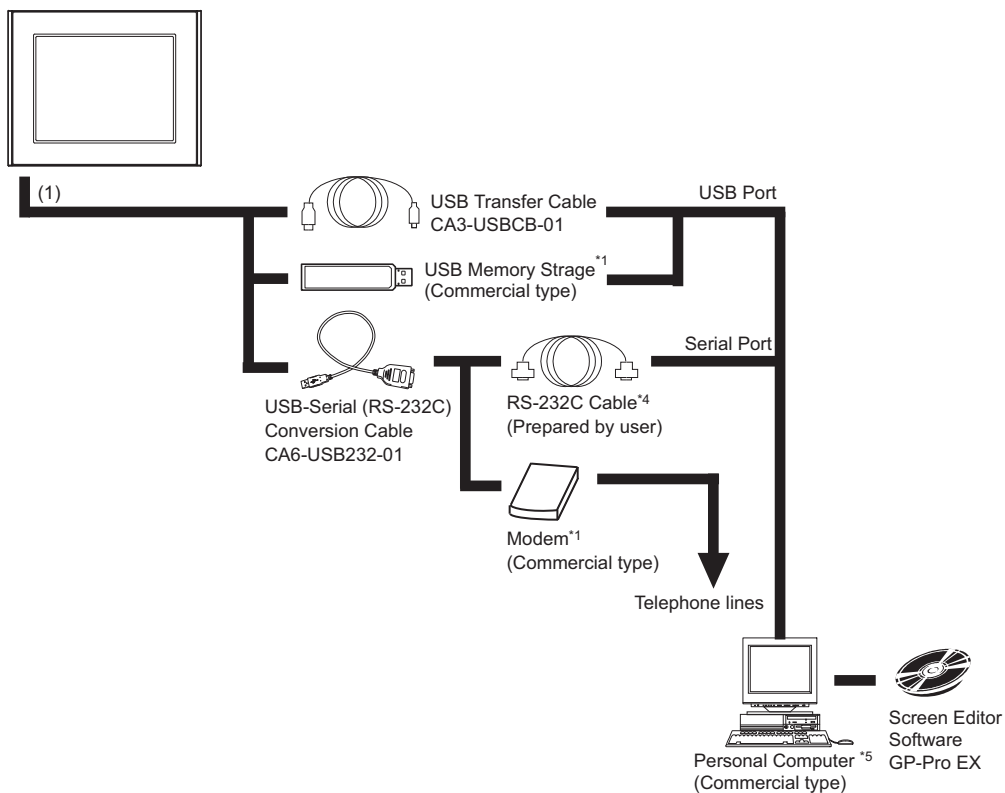 (1)
USB Transfer Cable
CA3-USBCB-01
USB Port
USB Memory Strage*1
(Commercial type)
Serial Port
USB-Serial (RS-232C)
Conversion Cable
CA6-USB232-01
RS-232C Cable*4
(Prepared by user)
Modem*1
(Commercial type)
Telephone lines
Personal Computer *5
(Commercial type)
Screen Editor
Software
GP-Pro EX